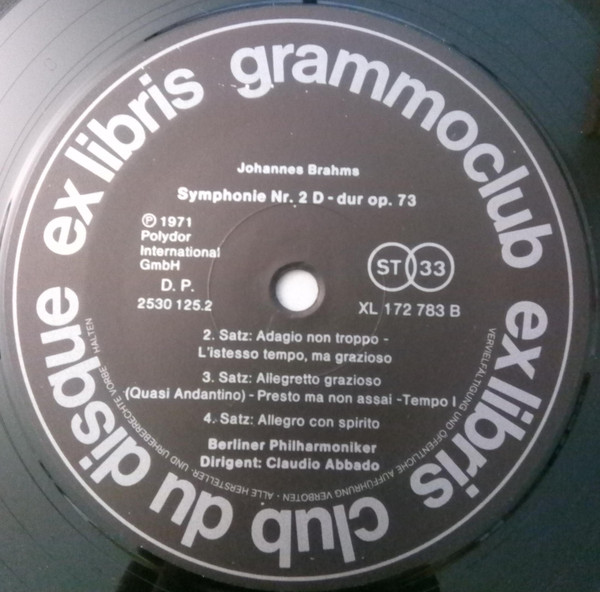 ex libris grammoclub ex libris club du disque
Johannes Brahms
Symphonie Nr. 2 D-dur op. 73
Ⓟ 1971
Polydor
International
GmbH
D. P.
2530 125.2
ST 33
XL 172 783 B
2. Satz: Adagio non troppo -
L'istesso tempo, ma grazioso
3. Satz: Allegretto grazioso
(Quasi Andantino) - Presto ma non assai -Tempo I
4. Satz: Allegro con spirito
Berliner Philharmoniker
Dirigent: Claudio Abbado
VERVIELFÄLTIGUNG UND ÖFFENTLICHE AUFFÜHRUNG VERBOTEN - ALLE HERSTELLER- UND URHEBERRECHTE VORBEHALTEN